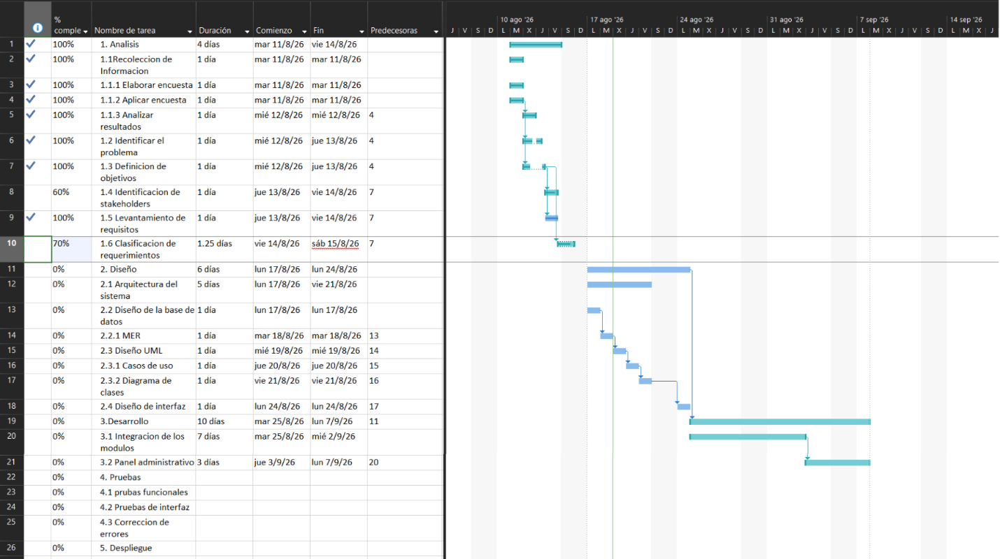 10 ago '26 17 ago '26 24 ago '26 31 ago '26 7 sep '26 14 sep '26
% comple Nombre de tarea Duración Comienzo Fin Predecesoras J V S D L M X J V S D L M X J V S D L M X J V S D L M X J V S D L M X J V S D L M X J
1 100% 1. Analisis 4 días mar 11/8/26 vie 14/8/26
2 100% 1.1Recoleccion de 1 día mar 11/8/26 mar 11/8/26
Informacion
3 100% 1.1.1 Elaborar encuesta 1 día mar 11/8/26 mar 11/8/26
4 100% 1.1.2 Aplicar encuesta 1 día mar 11/8/26 mar 11/8/26
5 100% 1.1.3 Analizar 1 día mié 12/8/26 mié 12/8/26 4
resultados
6 100% 1.2 Identificar el 1 día mié 12/8/26 jue 13/8/26 4
problema
7 100% 1.3 Definicion de 1 día mié 12/8/26 jue 13/8/26 4
objetivos
8 60% 1.4 Identificacion de 1 día jue 13/8/26 vie 14/8/26 7
stakeholders
9 100% 1.5 Levantamiento de 1 día jue 13/8/26 vie 14/8/26 7
requisitos
10 70% 1.6 Clasificacion de 1.25 días vie 14/8/26 sáb 15/8/26 7
requerimientos
11 0% 2. Diseño 6 días lun 17/8/26 lun 24/8/26
12 0% 2.1 Arquitectura del 5 días lun 17/8/26 vie 21/8/26
sistema
13 0% 2.2 Diseño de la base de 1 día lun 17/8/26 lun 17/8/26
datos
14 0% 2.2.1 MER 1 día mar 18/8/26 mar 18/8/26 13
15 0% 2.3 Diseño UML 1 día mié 19/8/26 mié 19/8/26 14
16 0% 2.3.1 Casos de uso 1 día jue 20/8/26 jue 20/8/26 15
17 0% 2.3.2 Diagrama de 1 día vie 21/8/26 vie 21/8/26 16
clases
18 0% 2.4 Diseño de interfaz 1 día lun 24/8/26 lun 24/8/26 17
19 0% 3.Desarrollo 10 días mar 25/8/26 lun 7/9/26 11
20 0% 3.1 Integracion de los 7 días mar 25/8/26 mié 2/9/26
modulos
21 0% 3.2 Panel administrativo 3 días jue 3/9/26 lun 7/9/26 20
22 0% 4. Pruebas
23 0% 4.1 prubas funcionales
24 0% 4.2 Pruebas de interfaz
25 0% 4.3 Correccion de
errores
26 0% 5. Despliegue